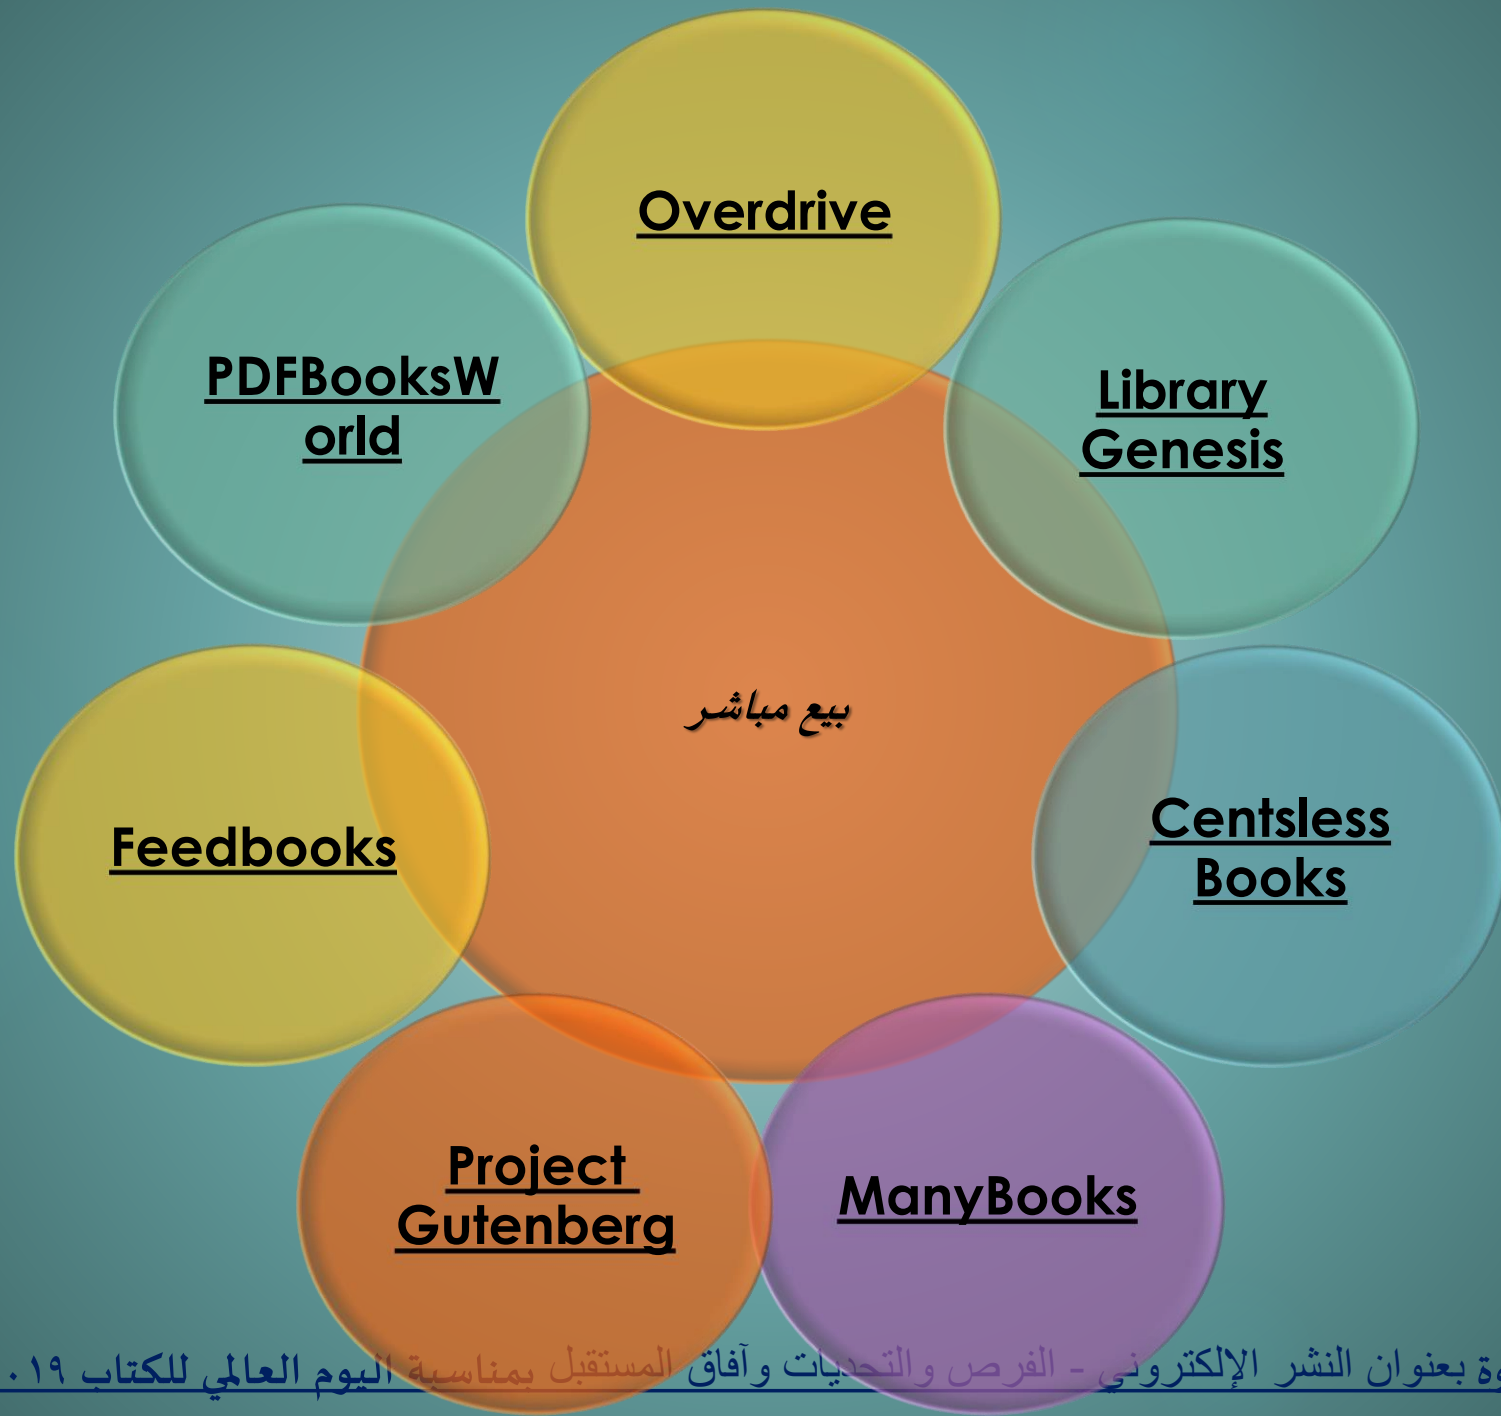 Overdrive
Library
Genesis
Centsless
Books
ManyBooks
Project
Gutenberg
Feedbooks
PDFBooksW
orld
بيع مباشر
بعنوان النشر الإلكتروني - الفرص والتحديات وآفاق المستقبل بمناسبة اليوم العالمي للكتاب